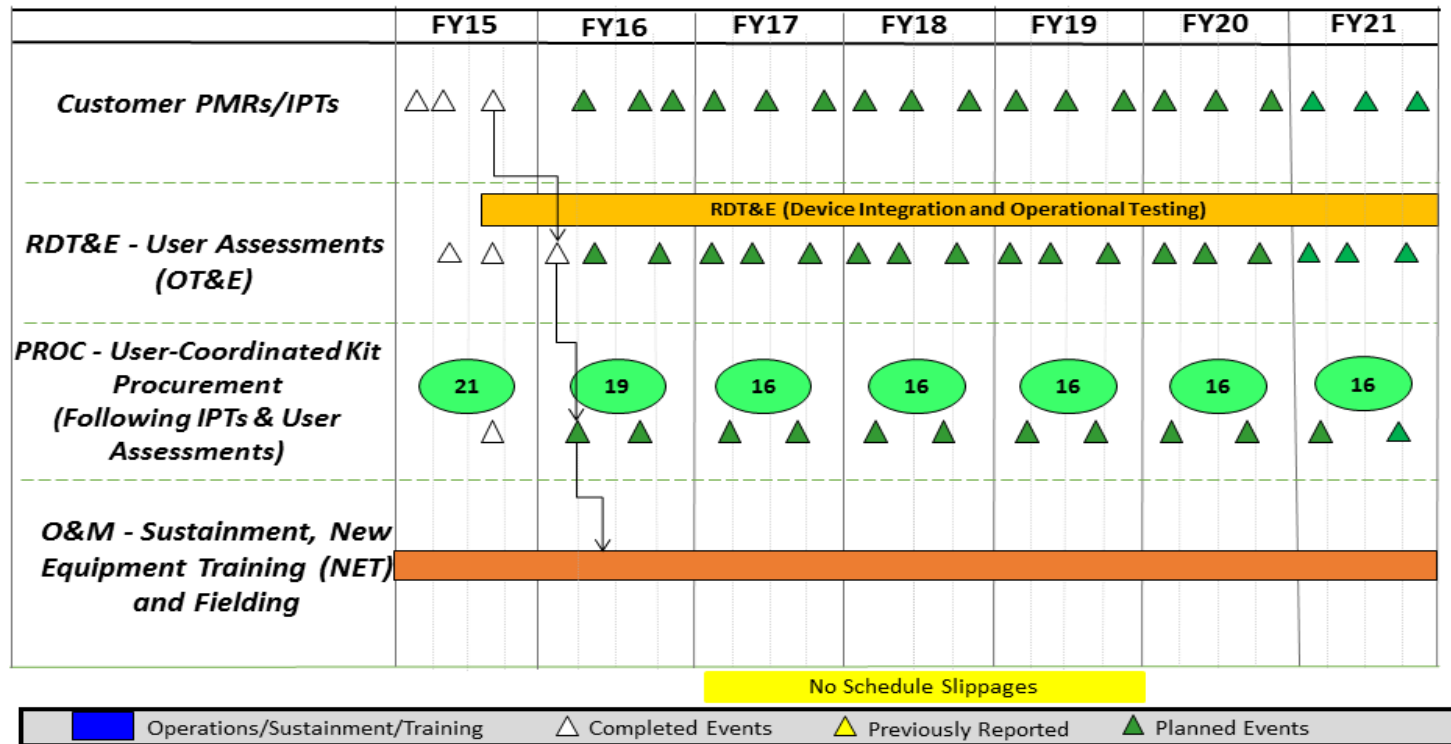 FY15 FY16 FY17 FY18 FY19 FY20 FY21
Customer PMRs/IPTs
RDT&E (Device Integration and Operational Testing)
RDT&E - User Assessments
(OT&E)
PROC - User-Coordinated Kit
Procurement
(Following IPTs & User
Assessments)
21 19 16 16 16 16 16
O&M - Sustainment, New
Equipment Training (NET)
and Fielding
No Schedule Slippages
Operations/Sustainment/Training Completed Events Previously Reported Planned Events